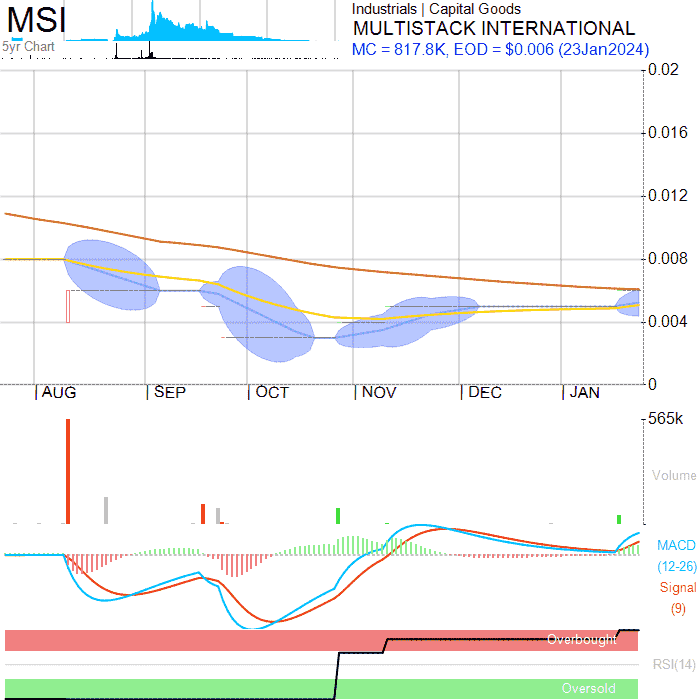 MSI
5yr Chart
Industrials | Capital Goods
MULTISTACK INTERNATIONAL
MC = 817.8K, EOD = $0.006 (23Jan2024)
0.02
0.016
0.012
0.008
0.004
0
AUG SEP OCT NOV DEC JAN
565k
Volume
MACD
(12-26)
Signal
(9)
Overbought
RSI(14)
Oversold